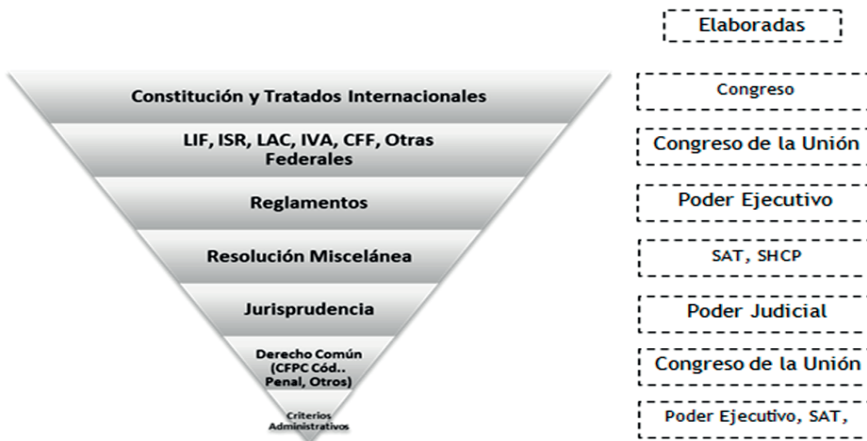 Elaboradas
Constitución y Tratados Internacionales
Congreso
LIF, ISR, LAC, IVA, CFF, Otras
Federales
Congreso de la Unión
Reglamentos
Poder Ejecutivo
Resolución Miscelánea
SAT, SHCP
Jurisprudencia
Poder Judicial
Derecho Común
(CFPC Cód..
Penal, Otros)
Congreso de la Unión
Criterios
Administrativos
Poder Ejecutivo, SAT,